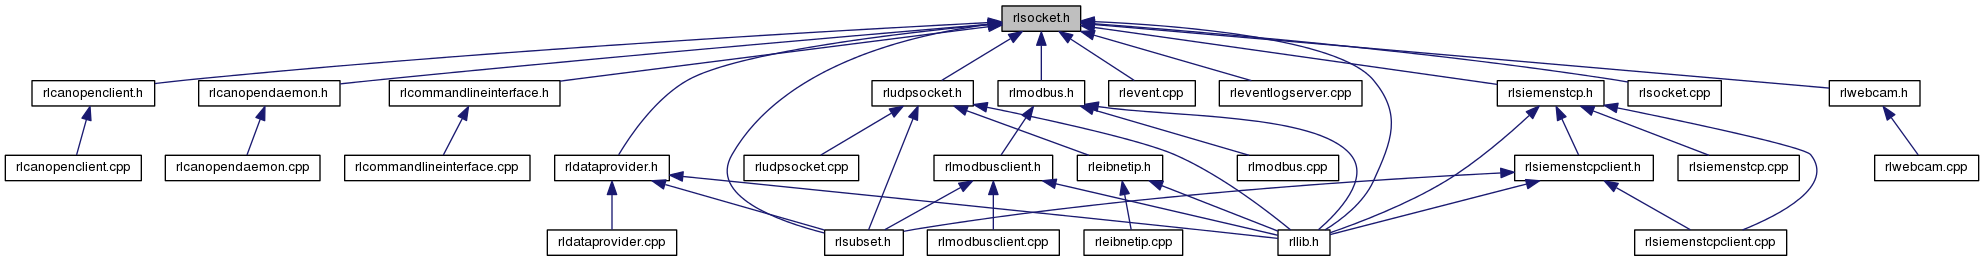 rlsocket.h
rlcanopenclient.h
rlcanopendaemon.h
rlcommandlineinterface.h
rludpsocket.h
rlmodbus.h
rlevent.cpp
rleventlogserver.cpp
rlsiemenstcp.h
rlsocket.cpp
rlwebcam.h
rlcanopenclient.cpp
rlcanopendaemon.cpp
rlcommandlineinterface.cpp
rldataprovider.h
rludpsocket.cpp
rlmodbusclient.h
rleibnetip.h
rlmodbus.cpp
rlsiemenstcpclient.h
rlsiemenstcp.cpp
rlwebcam.cpp
rldataprovider.cpp
rlsubset.h
rlmodbusclient.cpp
rleibnetip.cpp
rllib.h
rlsiemenstcpclient.cpp